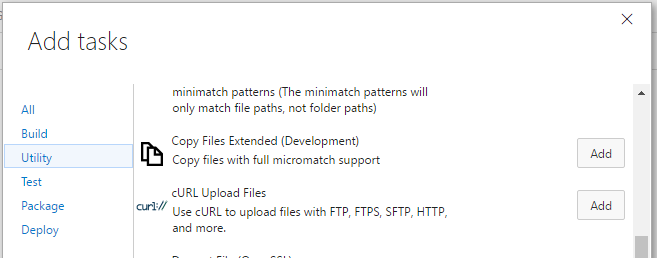 Add tasks
All
Build
Utility
Test
Package
Deploy
minimatch patterns (The minimatch patterns will
only match file paths, not folder paths)
Copy Files Extended (Development)
Copy files with full micromatch support
Add
curl://
cURL Upload Files
Use cURL to upload files with FTP, FTPS, SFTP, HTTP,
and more.
Add